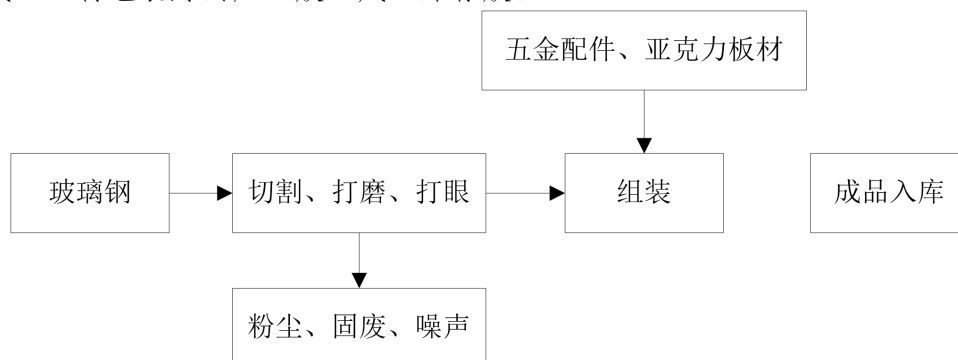 五金配件、亚克力板材
玻璃钢
切割、打磨、打眼
组装
成品入库
粉尘、固废、噪声